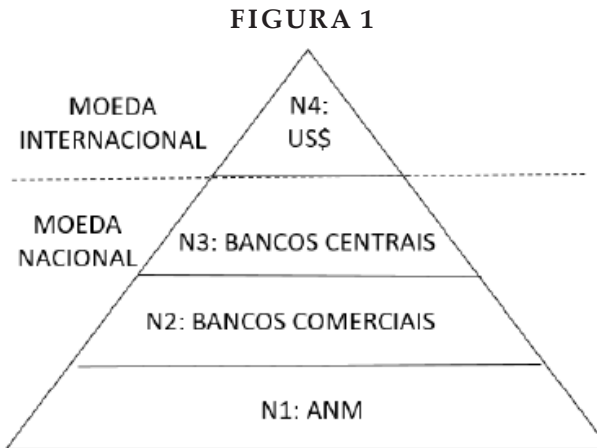 FIGURA 1
MOEDA
INTERNACIONAL
N4:
US$
MOEDA
NACIONAL
N3: BANCOS CENTRAIS
N2: BANCOS COMERCIAIS
N1: ANM